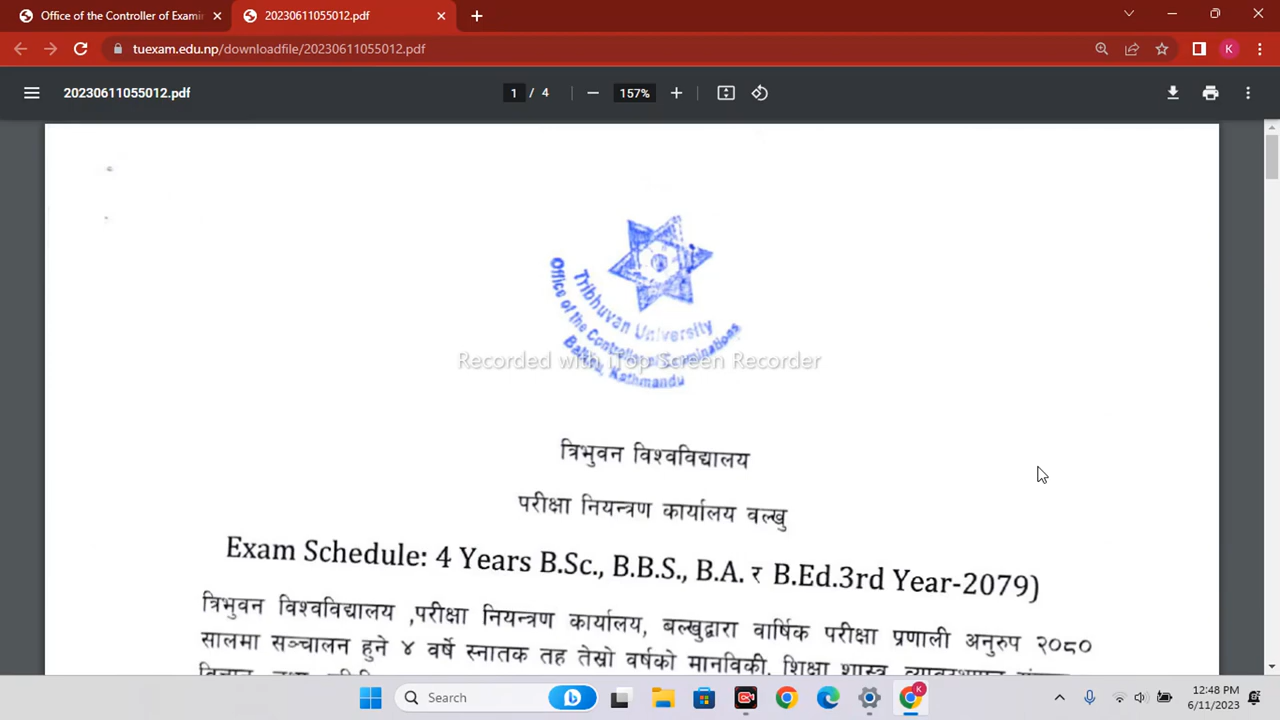 Office of the Controller of Examin
20230611055012.pdf
tuexam.edu.np/downloadfile/20230611055012.pdf
K
20230611055012.pdf
1 / 4
157%
Tribhuvan University
Office of the Controller of Examinations
Balkhu, Kathmandu
Recorded with iTop Screen Recorder
त्रिभुवन विश्वविद्यालय
परीक्षा नियन्त्रण कार्यालय वल्खु
Exam Schedule: 4 Years B.Sc., B.B.S., B.A. र B.Ed.3rd Year-2079)
त्रिभुवन विश्वविद्यालय ,परीक्षा नियन्त्रण कार्यालय, बल्खुद्वारा वार्षिक परीक्षा प्रणाली अनुरुप २०८०
सालमा सञ्चालन हुने ४ वर्षे स्नातक तह तेस्रो वर्षको मानविकी, शिक्षा शास्त्र,
Search
K
12:48 PM
6/11/2023